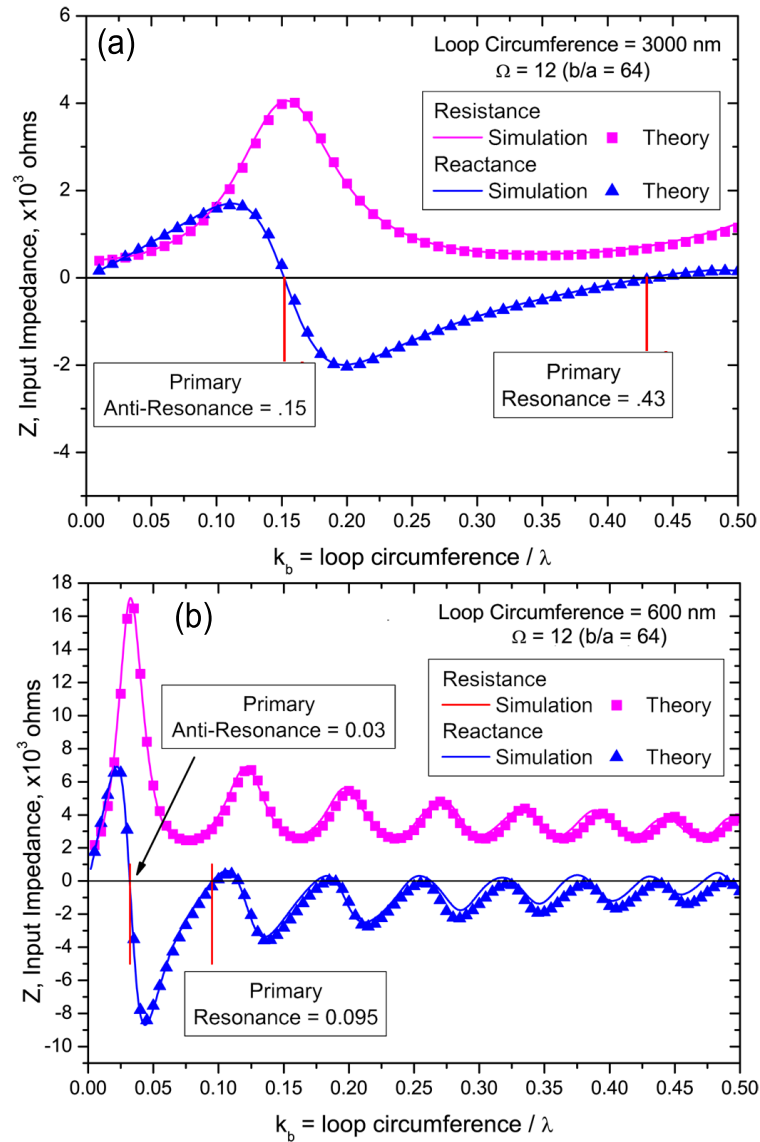 (a)
Loop Circumference = 3000 nm
Ω = 12 (b/a = 64)
Resistance
Simulation Theory
Reactance
Simulation Theory
6
4
2
0
-2
-4
Z, Input Impedance, x10³ ohms
Primary
Anti-Resonance = .15
Primary
Resonance = .43
0.00 0.05 0.10 0.15 0.20 0.25 0.30 0.35 0.40 0.45 0.50
k_b = loop circumference / λ
(b)
Loop Circumference = 600 nm
Ω = 12 (b/a = 64)
Resistance
Simulation Theory
Reactance
Simulation Theory
18
16
14
12
10
8
6
4
2
0
-2
-4
-6
-8
-10
Z, Input Impedance, x10³ ohms
Primary
Anti-Resonance = 0.03
Primary
Resonance = 0.095
0.00 0.05 0.10 0.15 0.20 0.25 0.30 0.35 0.40 0.45 0.50
k_b = loop circumference / λ